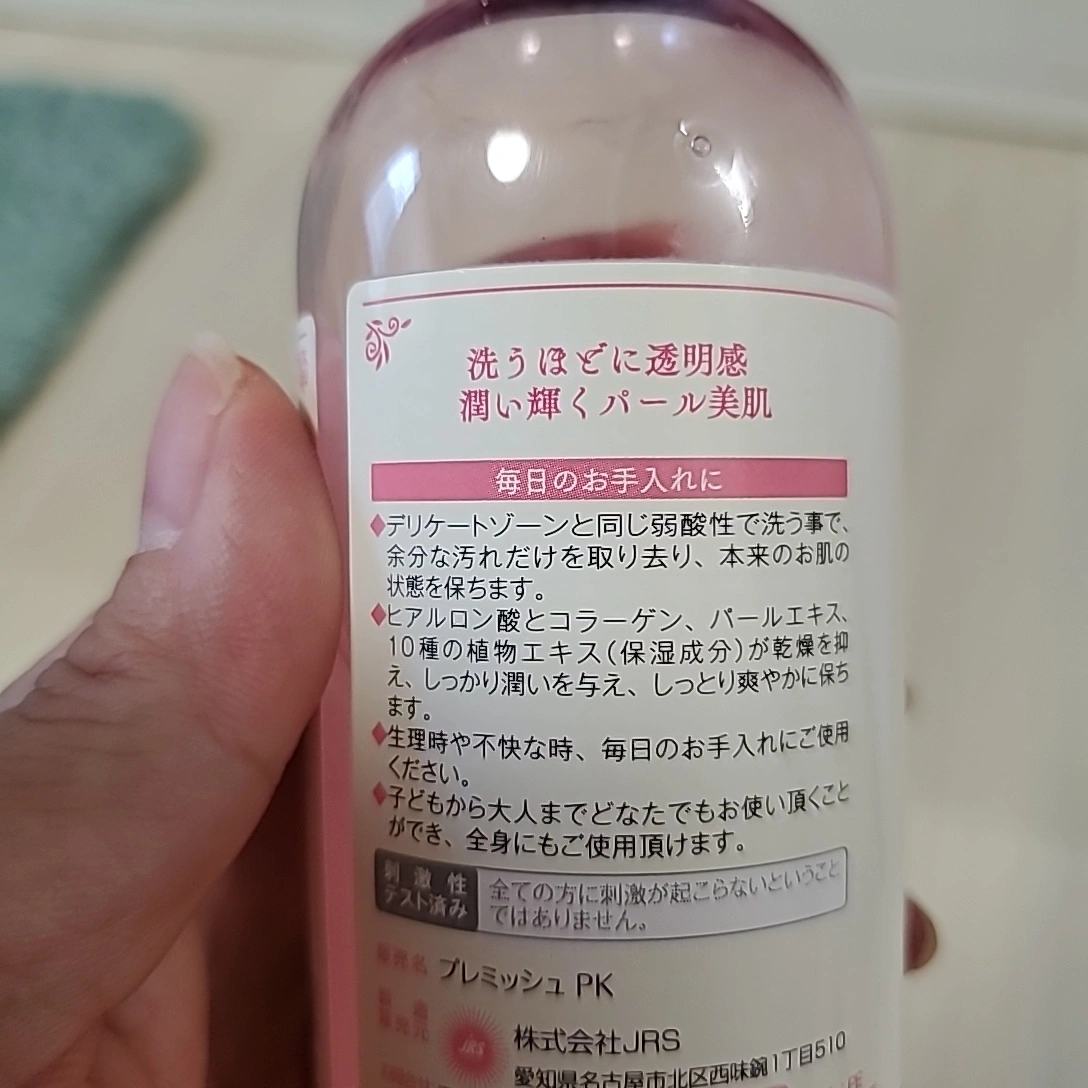 洗うほどに透明感
潤い輝くパール美肌
毎日のお手入れに
◆デリケートゾーンと同じ弱酸性で洗う事で、
余分な汚れだけを取り去り、本来のお肌の
状態を保ちます。
◆ヒアルロン酸とコラーゲン、パールエキス、
10種の植物エキス(保湿成分)が乾燥を抑
え、しっかり潤いを与え、しっとり爽やかに保ち
ます。
◆生理時や不快な時、毎日のお手入れにご使用
ください。
◆子どもから大人までどなたでもお使い頂くこと
ができ、全身にもご使用頂けます。
刺激性
テスト済み
全ての方に刺激が起こらないということ
ではありません。
販売名 プレミッシュ PK
JRS 株式会社JRS
愛知県名古屋市北区西味鋺1丁目510